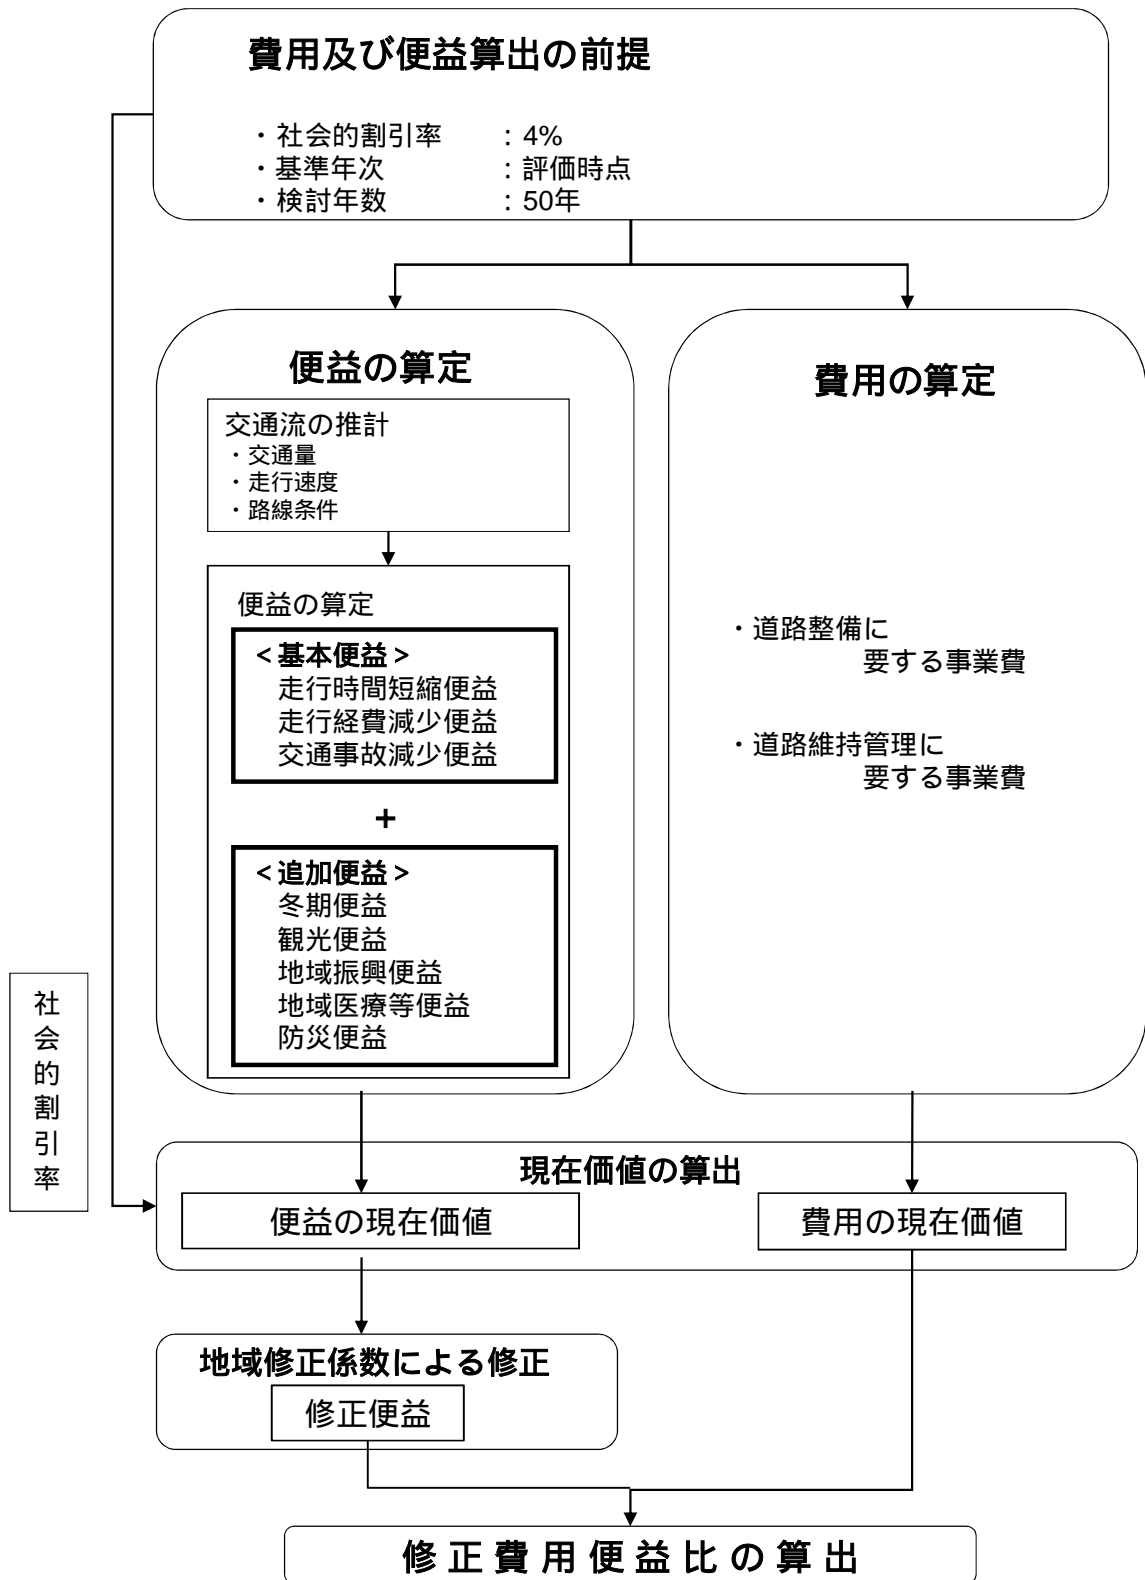 費用及び便益算出の前提
・社会的割引率 : 4%
・基準年次 : 評価時点
・検討年数 : 50年
便益の算定
交通流の推計
・交通量
・走行速度
・路線条件
便益の算定
<基本便益>
走行時間短縮便益
走行経費減少便益
交通事故減少便益
+
<追加便益>
冬期便益
観光便益
地域振興便益
地域医療等便益
防災便益
費用の算定
・道路整備に
要する事業費
・道路維持管理に
要する事業費
社会的割引率
現在価値の算出
便益の現在価値
費用の現在価値
地域修正係数による修正
修正便益
修正費用便益比の算出